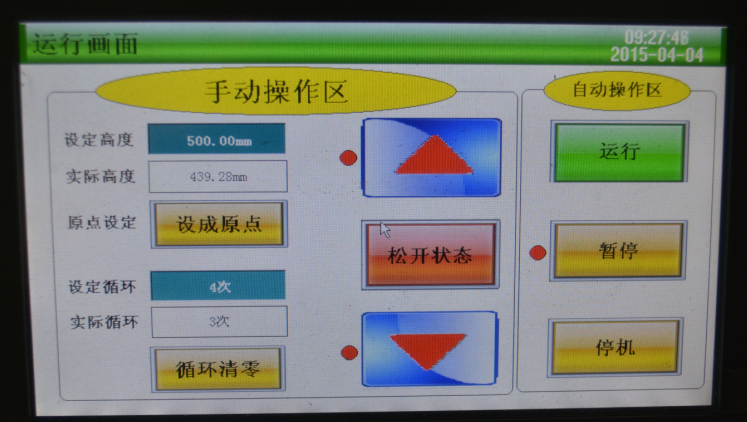 运行画面
09:27:48
2015-04-04
手动操作区
自动操作区
设定高度
500.00mm
实际高度
439.28mm
原点设定
设成原点
设定循环
4次
实际循环
3次
循环清零
松开状态
运行
暂停
停机